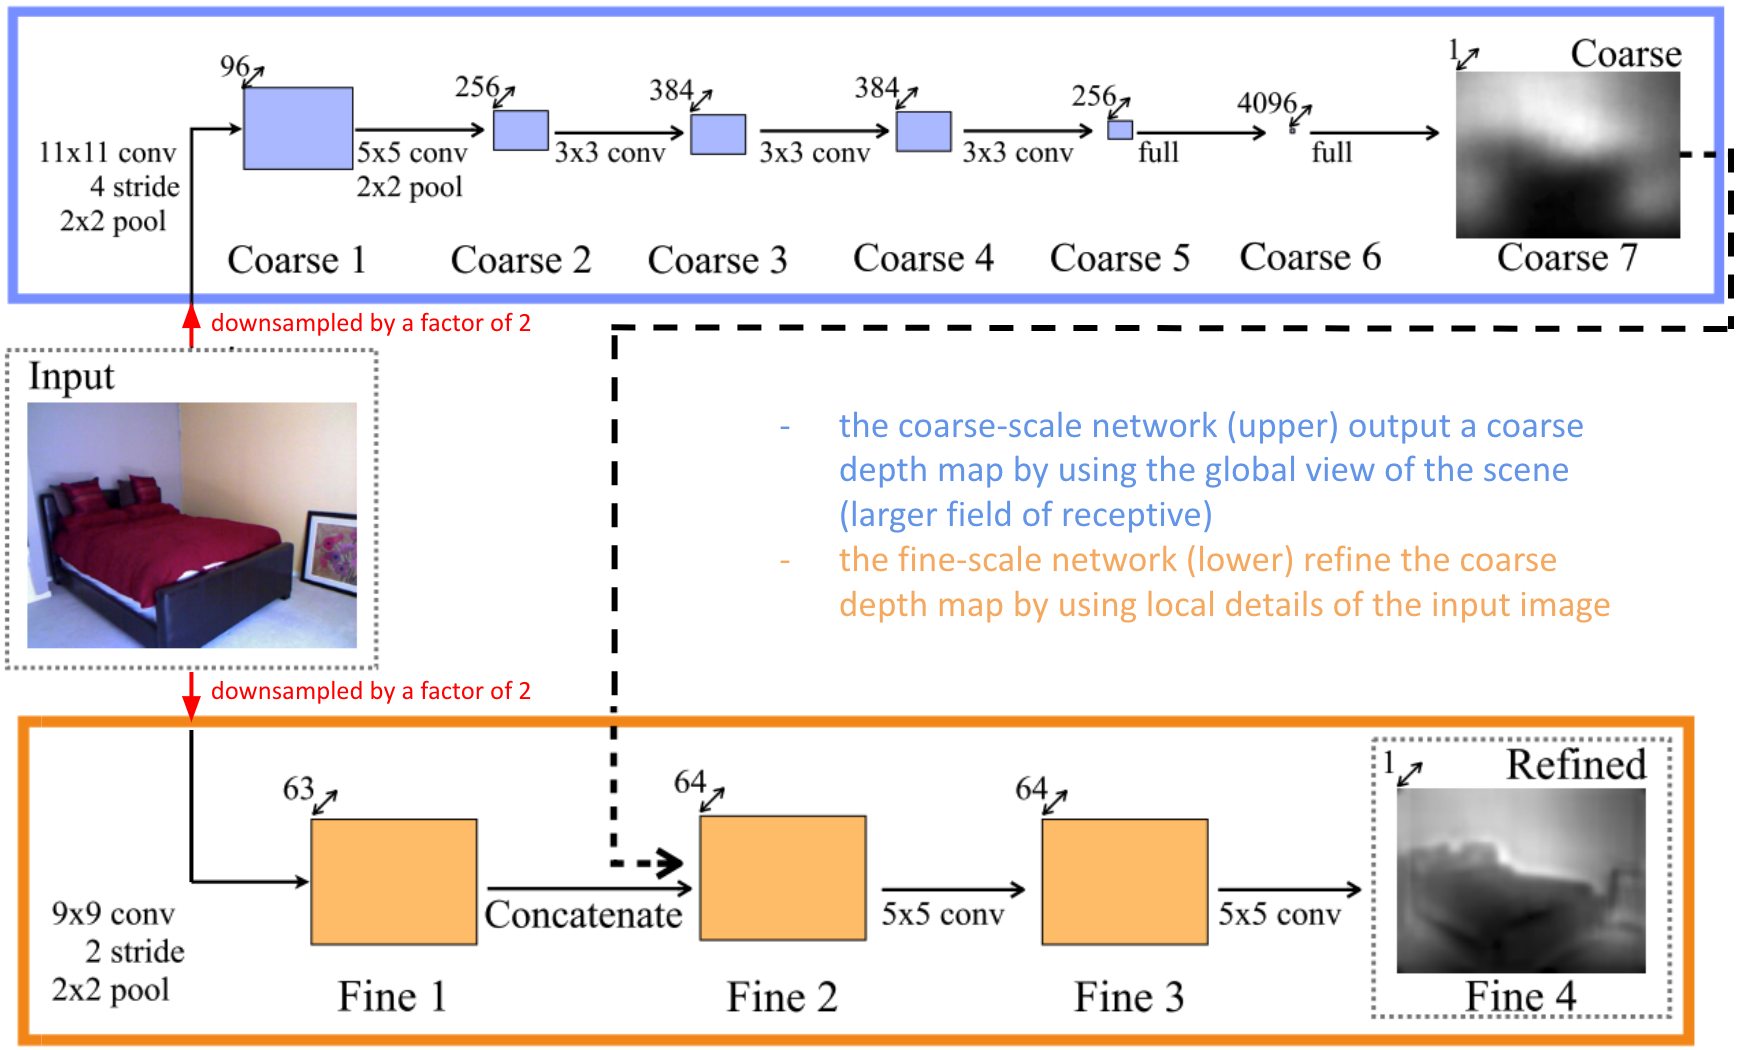 96
256
384
384
256
4096
1
Coarse
11x11 conv
4 stride
2x2 pool
5x5 conv
2x2 pool
3x3 conv
3x3 conv
3x3 conv
full
full
Coarse 1
Coarse 2
Coarse 3
Coarse 4
Coarse 5
Coarse 6
Coarse 7
downsampled by a factor of 2
Input
- the coarse-scale network (upper) output a coarse
depth map by using the global view of the scene
(larger field of receptive)
- the fine-scale network (lower) refine the coarse
depth map by using local details of the input image
downsampled by a factor of 2
63
64
64
1
Refined
9x9 conv
2 stride
2x2 pool
Concatenate
5x5 conv
5x5 conv
Fine 1
Fine 2
Fine 3
Fine 4